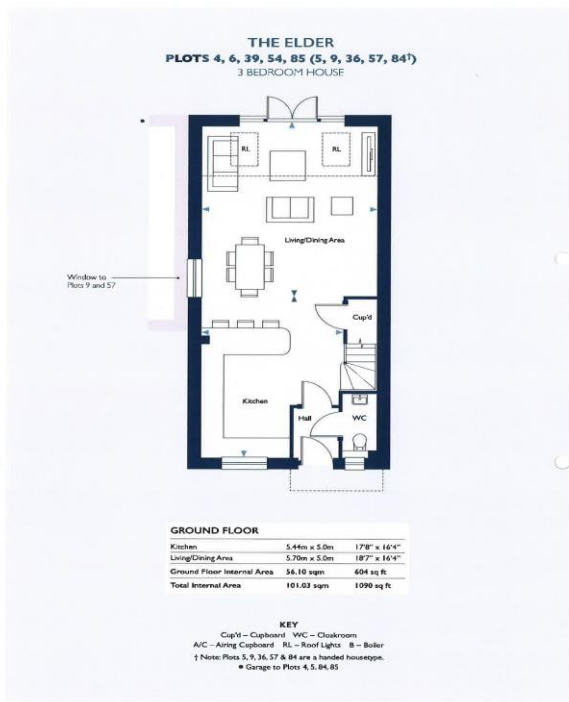 THE ELDER
PLOTS 4, 6, 39, 54, 85 (5, 9, 36, 57, 84†)
3 BEDROOM HOUSE
RL
RL
Living/Dining Area
Window to
Plots 9 and 57
Cup'd
Kitchen
Hall
WC
GROUND FLOOR
Kitchen 5.44m x 5.0m 17'8" x 16'4"
Living/Dining Area 5.70m x 5.0m 18'7" x 16'4"
Ground Floor Internal Area 56.10 sqm 604 sq ft
Total Internal Area 101.03 sqm 1090 sq ft
KEY
Cup'd – Cupboard WC – Cloakroom
A/C – Airing Cupboard RL – Roof Lights B – Boiler
† Note: Plots 5, 9, 36, 57 & 84 are a handed housetype.
• Garage to Plots 4, 5, 84, 85